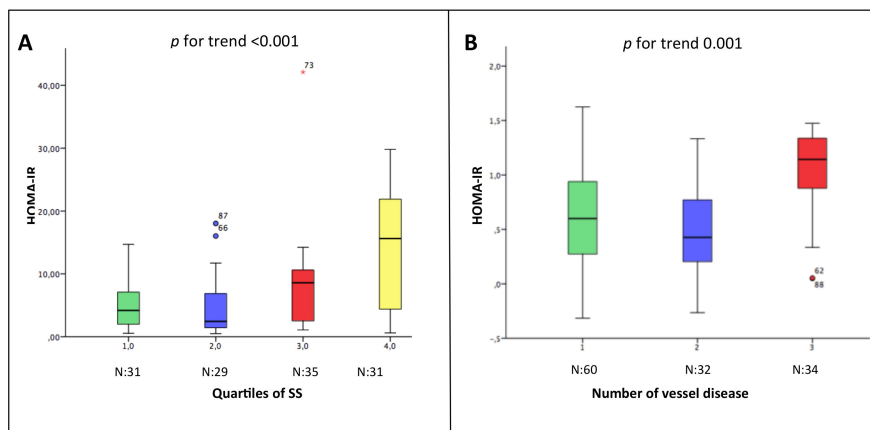 A
p for trend <0.001
73
40,00
30,00
HOMA-IR
20,00
87
66
10,00
,00
1,0 2,0 3,0 4,0
N:31 N:29 N:35 N:31
Quartiles of SS
B
p for trend 0.001
2,0
1,5
HOMA-IR
1,0
,5
,0
62
88
-,5
1 2 3
N:60 N:32 N:34
Number of vessel disease